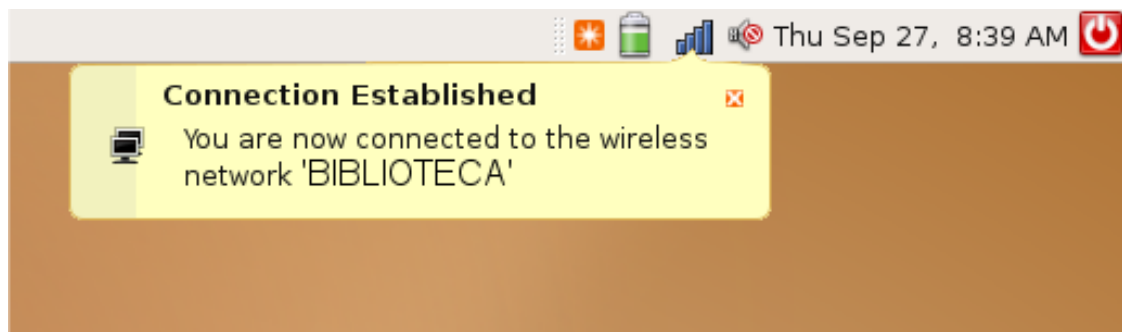 Thu Sep 27, 8:39 AM
Connection Established
You are now connected to the wireless
network 'BIBLIOTECA'